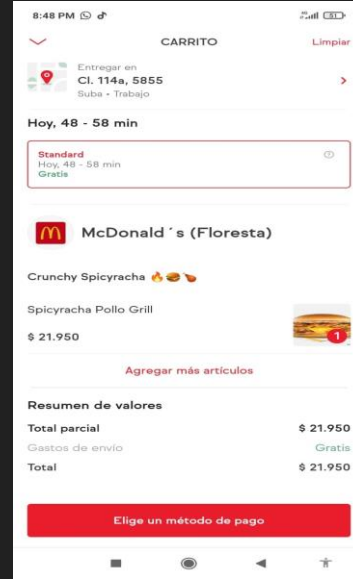 8:48 PM
51
CARRITO
Limpiar
Entregar en
Cl. 114a, 5855
Suba • Trabajo
Hoy, 48 - 58 min
Standard
Hoy, 48 - 58 min
Gratis
McDonald´s (Floresta)
Crunchy Spicyracha 🔥🍔🍗
Spicyracha Pollo Grill
$ 21.950
1
Agregar más artículos
Resumen de valores
Total parcial $ 21.950
Gastos de envío Gratis
Total $ 21.950
Elige un método de pago